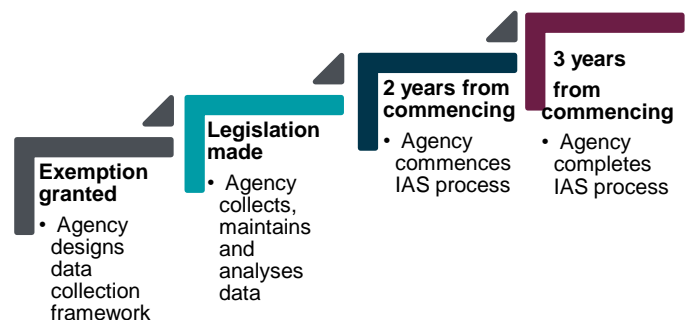 Exemption
granted
• Agency
designs
data
collection
framework
Legislation
made
• Agency
collects,
maintains
and
analyses
data
2 years from
commencing
• Agency
commences
IAS process
3 years
from
commencing
• Agency
completes
IAS process